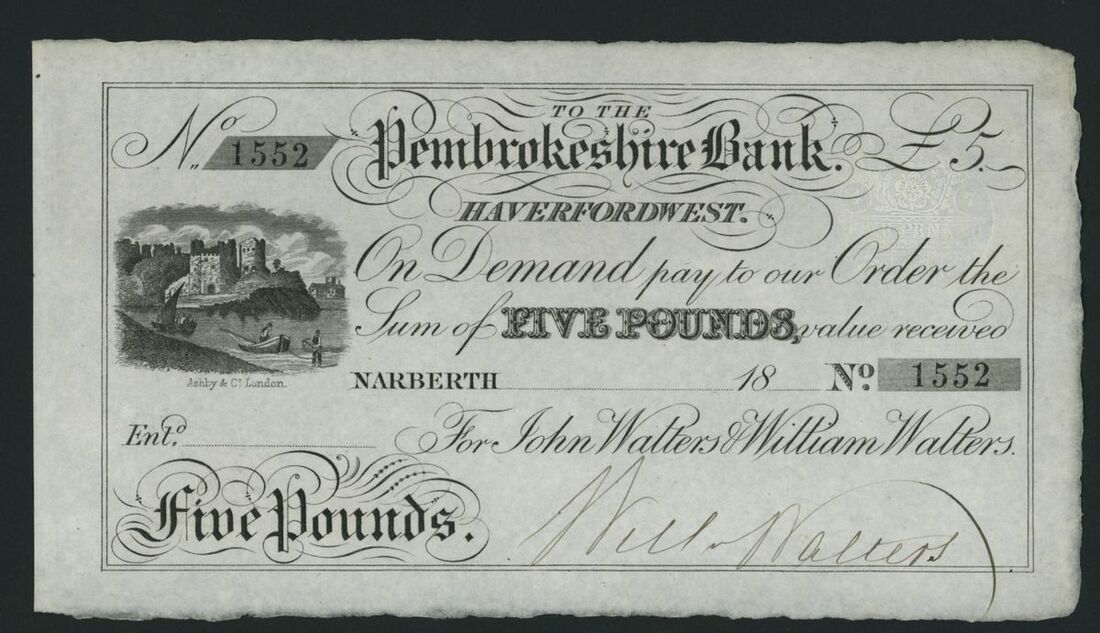 TO THE
No. 1552 Pembrokeshire Bank. £5.
HAVERFORDWEST.
On Demand pay to our Order the
Sum of FIVE POUNDS, value received
Ashby & Co. London.
NARBERTH 18 No. 1552
Entd. For John Walters & William Walters.
Five Pounds.
Willm Walters